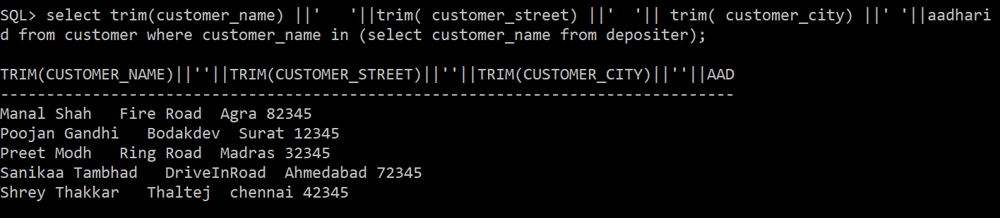 SQL> select trim(customer_name) ||'   '||trim( customer_street) ||'  '|| trim( customer_city) ||' '||aadhari
d from customer where customer_name in (select customer_name from depositer);
TRIM(CUSTOMER_NAME)||''||TRIM(CUSTOMER_STREET)||''||TRIM(CUSTOMER_CITY)||''||AAD
--------------------------------------------------------------------------------
Manal Shah   Fire Road  Agra 82345
Poojan Gandhi   Bodakdev  Surat 12345
Preet Modh   Ring Road  Madras 32345
Sanikaa Tambhad   DriveInRoad  Ahmedabad 72345
Shrey Thakkar   Thaltej  chennai 42345